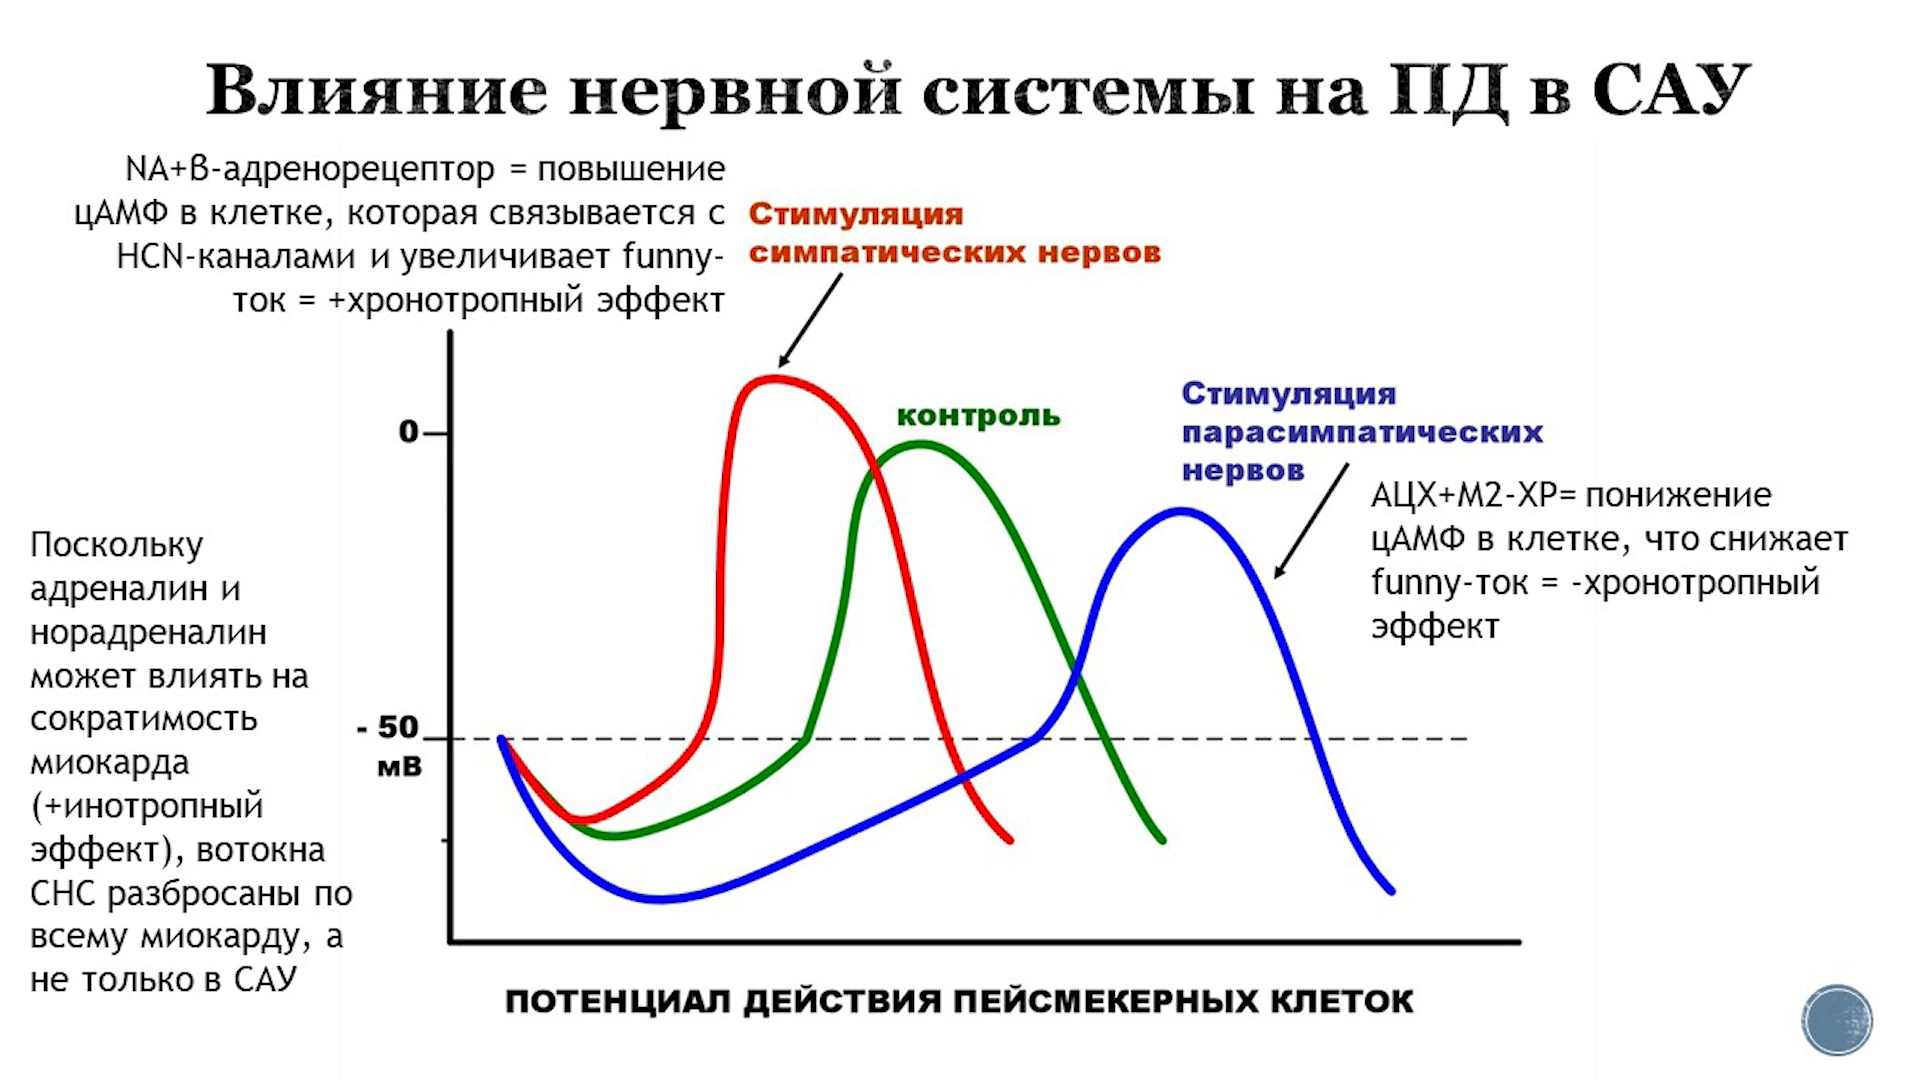 Влияние нервной системы на ПД в САУ
NA+β-адренорецептор = повышение
цАМФ в клетке, которая связывается с
HCN-каналами и увеличивает funny-
ток = +хронотропный эффект
Стимуляция
симпатических нервов
контроль
Стимуляция
парасимпатических
нервов
АЦХ+М2-ХР= понижение
цАМФ в клетке, что снижает
funny-ток = -хронотропный
эффект
Поскольку
адреналин и
норадреналин
может влиять на
сократимость
миокарда
(+инотропный
эффект), вотокна
СНС разбросаны по
всему миокарду, а
не только в САУ
0
- 50
мВ
ПОТЕНЦИАЛ ДЕЙСТВИЯ ПЕЙСМЕКЕРНЫХ КЛЕТОК